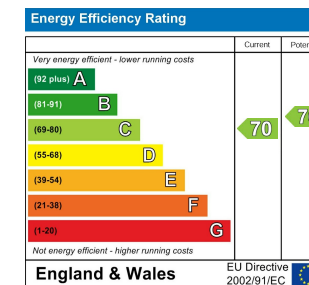 Energy Efficiency Rating
Current
Very energy efficient - lower running costs
(92 plus) A
(81-91) B
(69-80) C
70
(55-68) D
(39-54) E
(21-38) F
(1-20) G
Not energy efficient - higher running costs
England & Wales
EU Directive
2002/91/EC